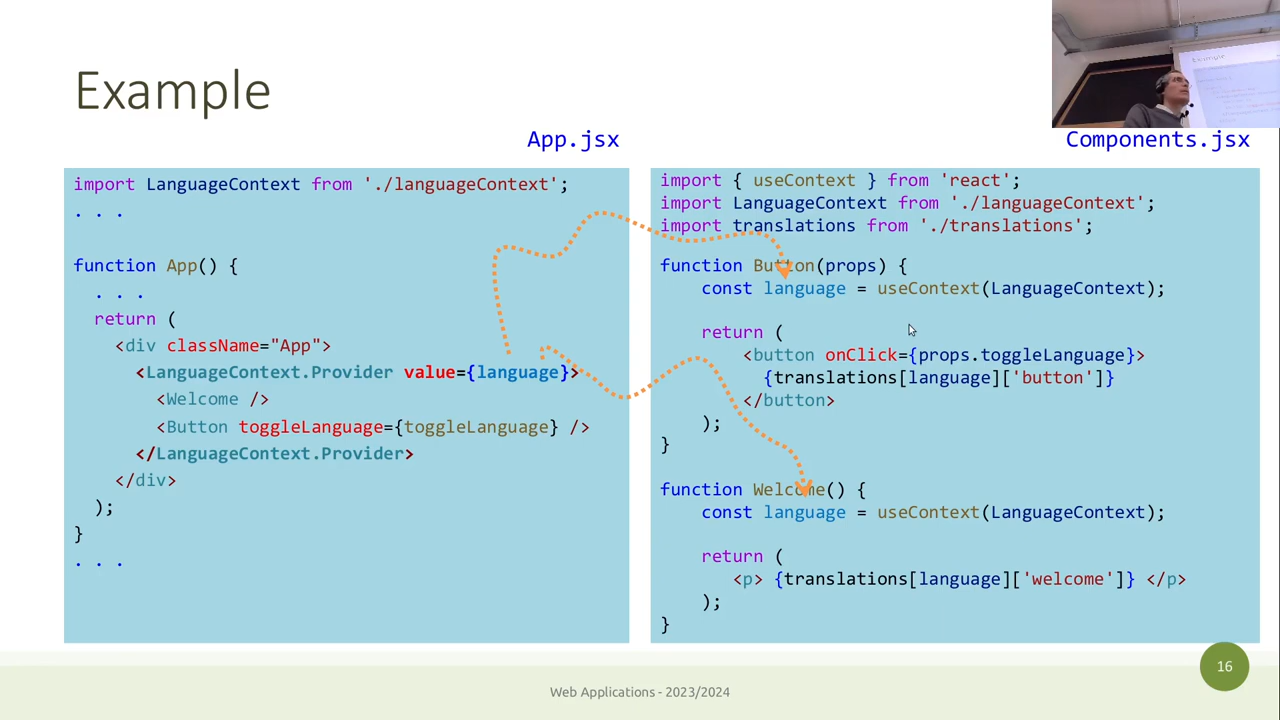 Example
App.jsx
import LanguageContext from './languageContext';
. . .
function App() {
  . . .
  return (
    <div className="App">
      <LanguageContext.Provider value={language}>
        <Welcome />
        <Button toggleLanguage={toggleLanguage} />
      </LanguageContext.Provider>
    </div>
  );
}
. . .
Components.jsx
import { useContext } from 'react';
import LanguageContext from './languageContext';
import translations from './translations';
function Button(props) {
    const language = useContext(LanguageContext);
    return (
        <button onClick={props.toggleLanguage}>
          {translations[language]['button']}
        </button>
    );
}
function Welcome() {
    const language = useContext(LanguageContext);
    return (
       <p> {translations[language]['welcome']} </p>
    );
}
16
Web Applications - 2023/2024